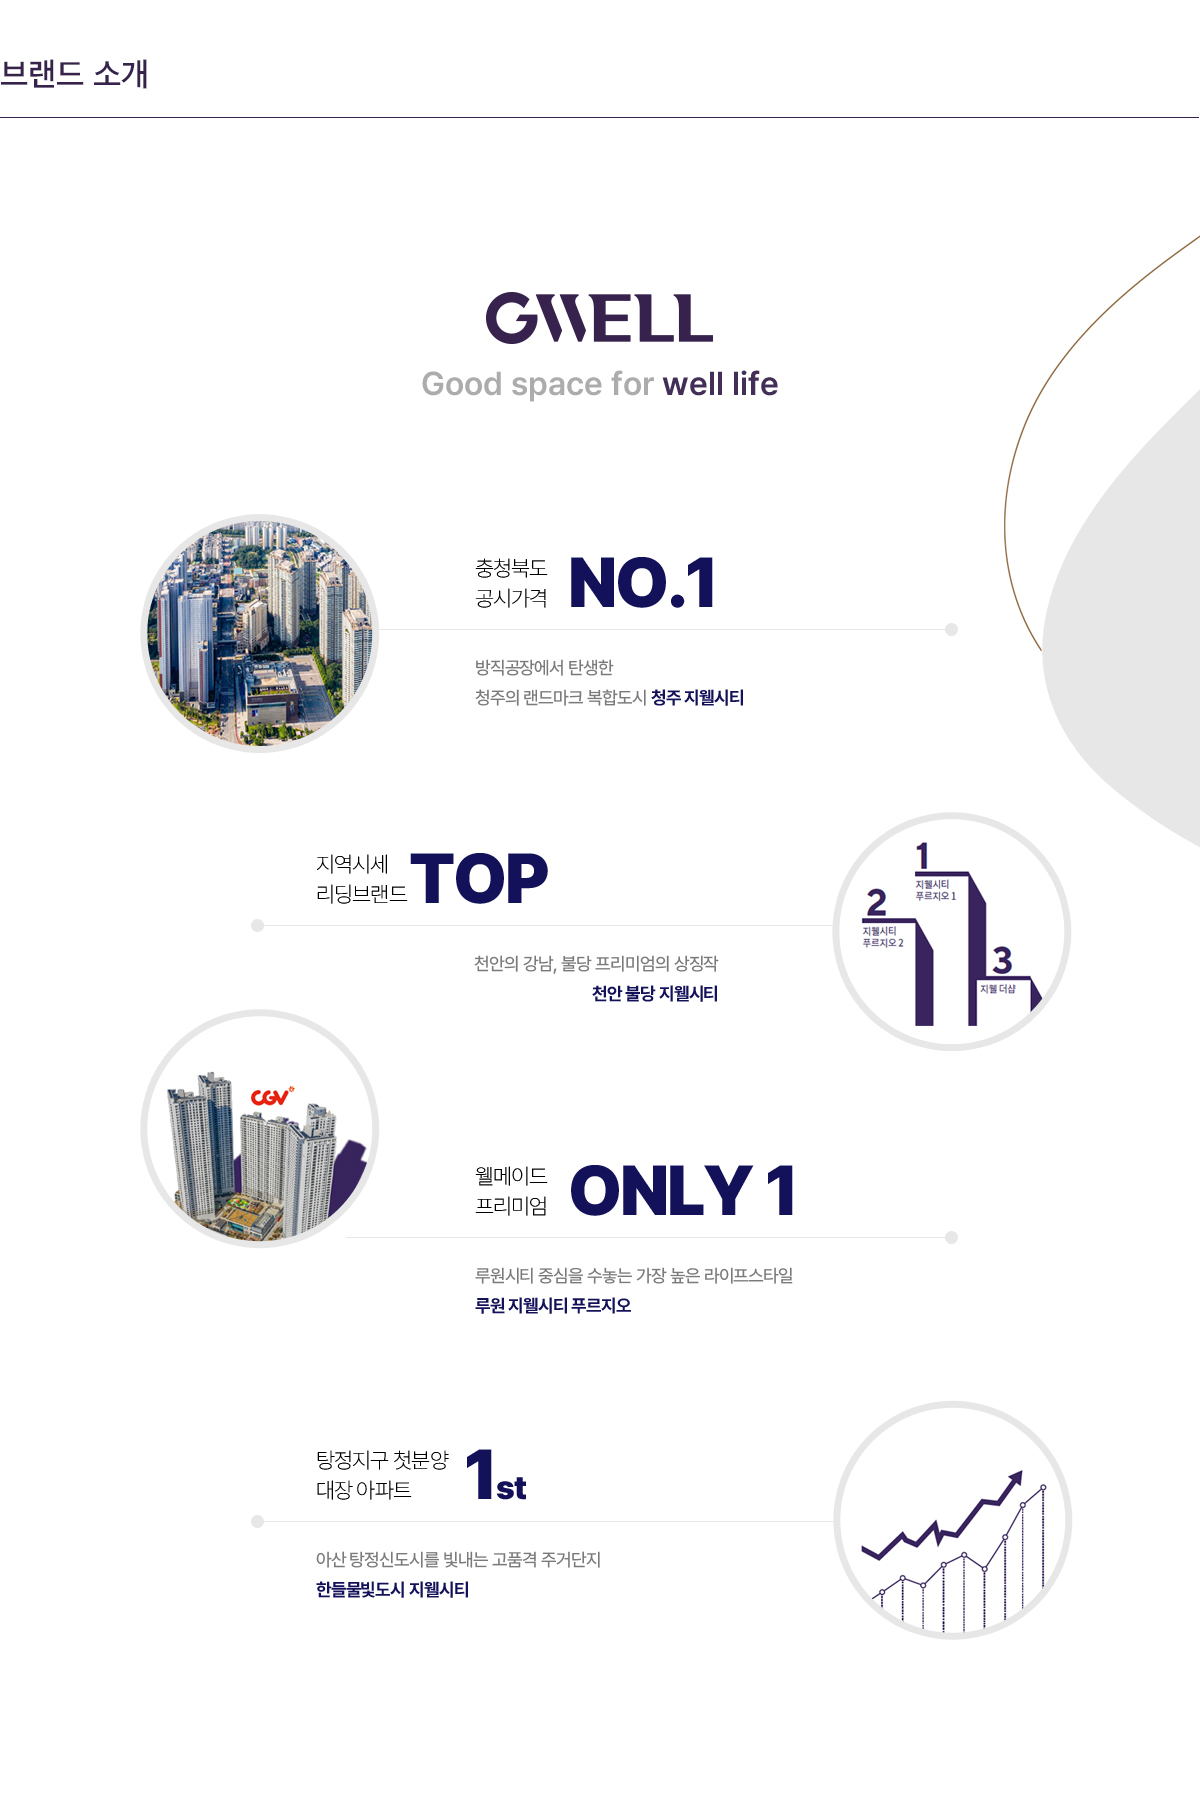 브랜드 소개
GWELL
Good space for well life
충청북도
공시가격
NO.1
방직공장에서 탄생한
청주의 랜드마크 복합도시 청주 지웰시티
지역시세
리딩브랜드
TOP
천안의 강남, 불당 프리미엄의 상징작
천안 불당 지웰시티
1
지웰시티
푸르지오 1
2
지웰시티
푸르지오 2
3
지웰 더샵
CGV
웰메이드
프리미엄
ONLY 1
루원시티 중심을 수놓는 가장 높은 라이프스타일
루원 지웰시티 푸르지오
탕정지구 첫분양
대장 아파트
1st
아산 탕정신도시를 빛내는 고품격 주거단지
한들물빛도시 지웰시티